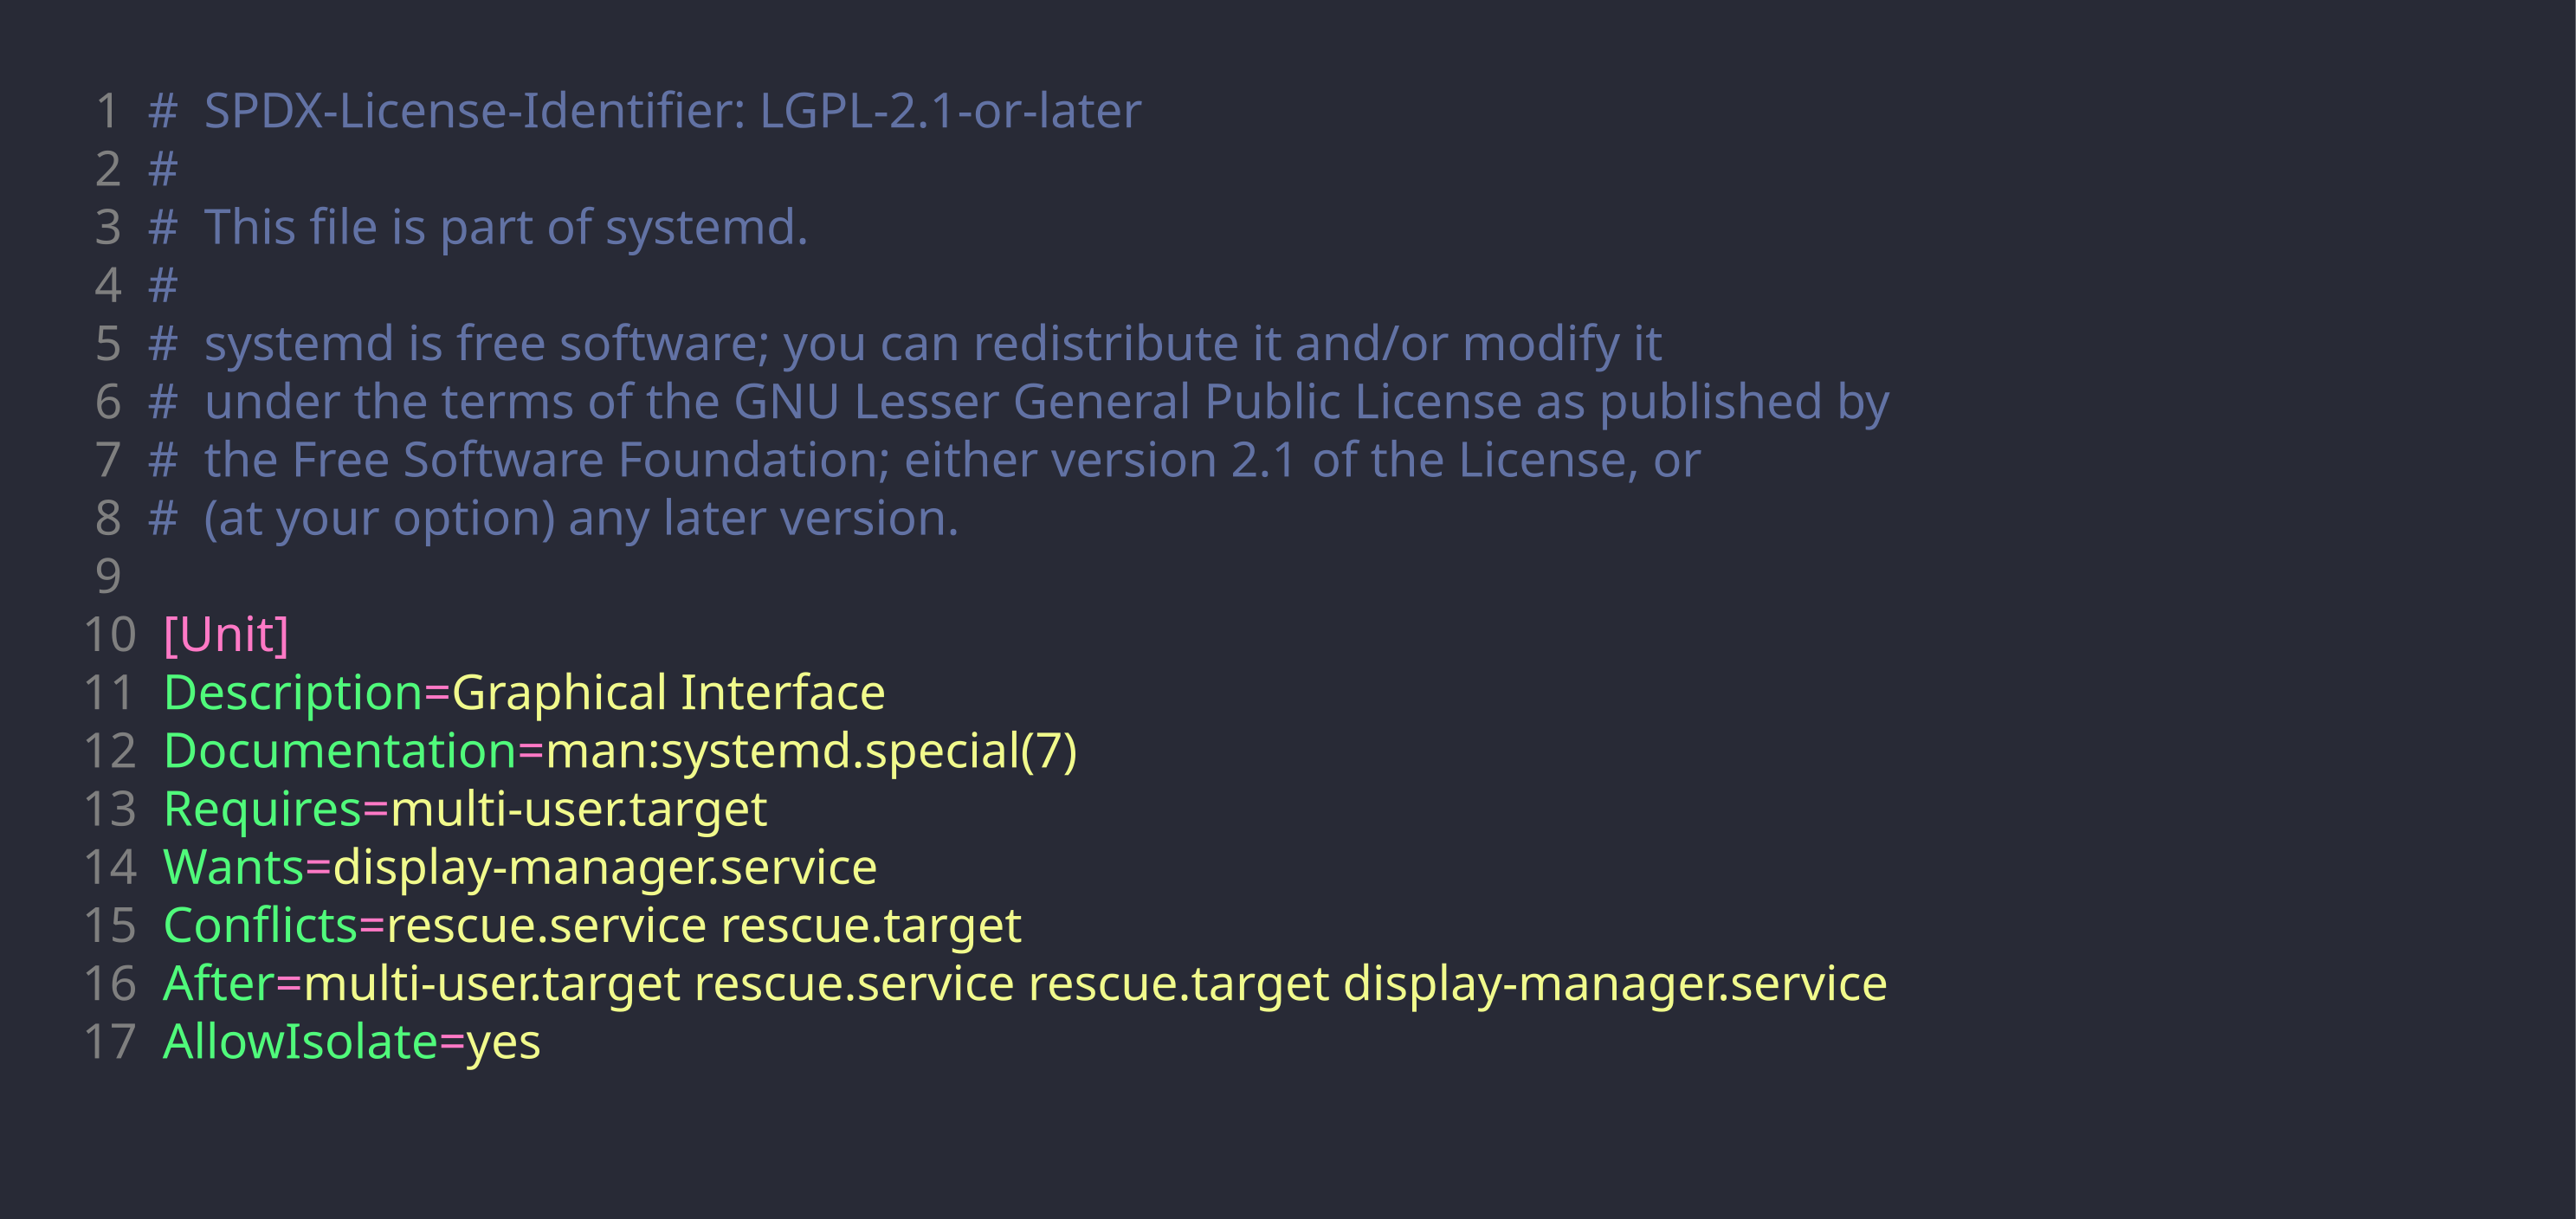 1 #  SPDX-License-Identifier: LGPL-2.1-or-later
2 #
3 #  This file is part of systemd.
4 #
5 #  systemd is free software; you can redistribute it and/or modify it
6 #  under the terms of the GNU Lesser General Public License as published by
7 #  the Free Software Foundation; either version 2.1 of the License, or
8 #  (at your option) any later version.
9
10 [Unit]
11 Description=Graphical Interface
12 Documentation=man:systemd.special(7)
13 Requires=multi-user.target
14 Wants=display-manager.service
15 Conflicts=rescue.service rescue.target
16 After=multi-user.target rescue.service rescue.target display-manager.service
17 AllowIsolate=yes